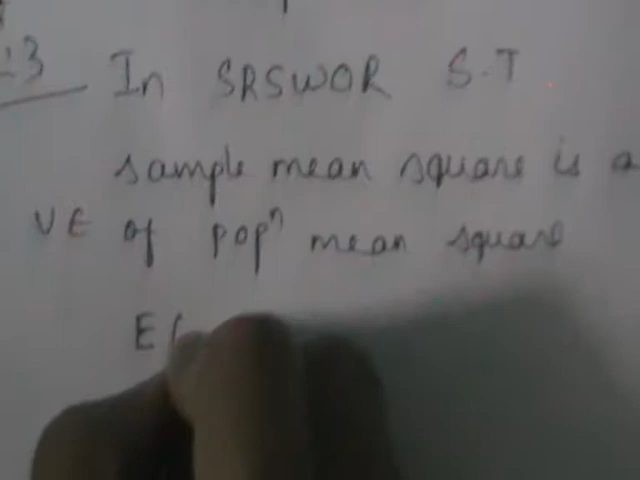 :3 In SRSWOR S.T
sample mean square is a
UE of popⁿ mean square
E(